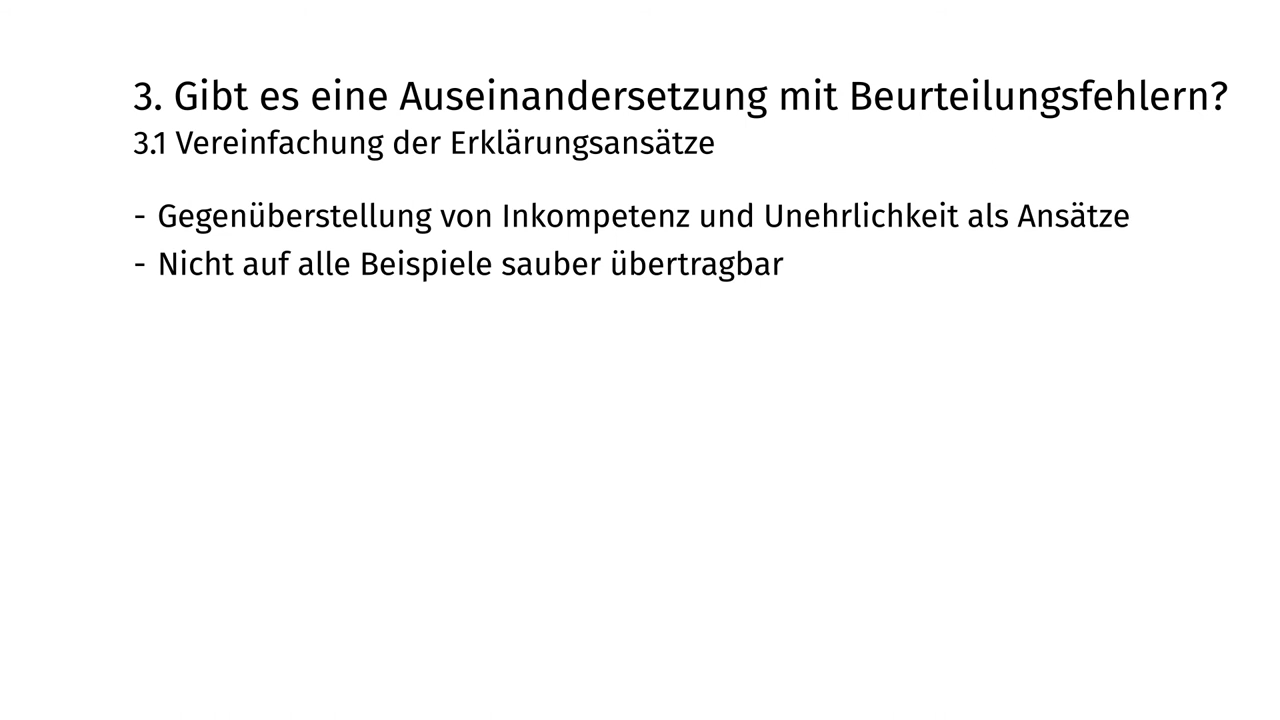 3. Gibt es eine Auseinandersetzung mit Beurteilungsfehlern?
3.1 Vereinfachung der Erklärungsansätze
- Gegenüberstellung von Inkompetenz und Unehrlichkeit als Ansätze
- Nicht auf alle Beispiele sauber übertragbar